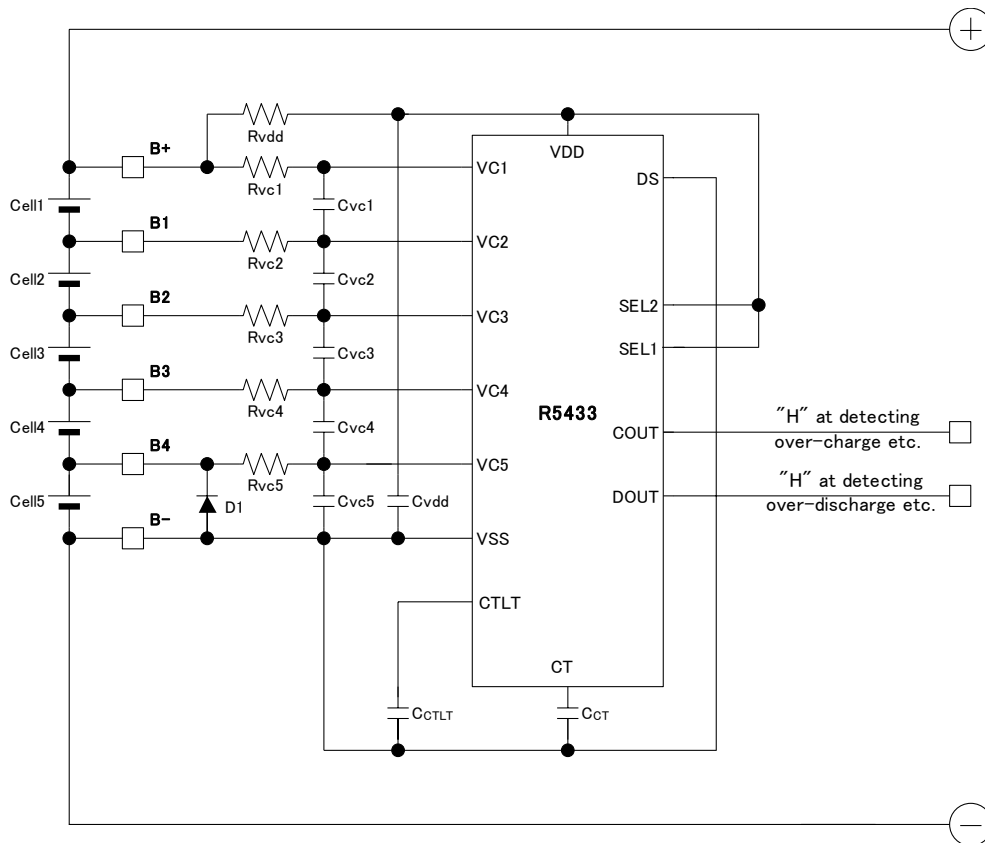 +
B+
Rvdd
VDD
Rvc1
VC1
DS
Cell1
Cvc1
B1
Rvc2
VC2
Cell2
Cvc2
B2
SEL2
Rvc3
VC3
SEL1
Cell3
Cvc3
B3
Rvc4
VC4
R5433
"H" at detecting
over-charge etc.
COUT
Cell4
Cvc4
B4
Rvc5
VC5
"H" at detecting
over-discharge etc.
DOUT
Cell5
D1
Cvc5
Cvdd
B-
VSS
CTLT
CT
CCTLT
CCT
−